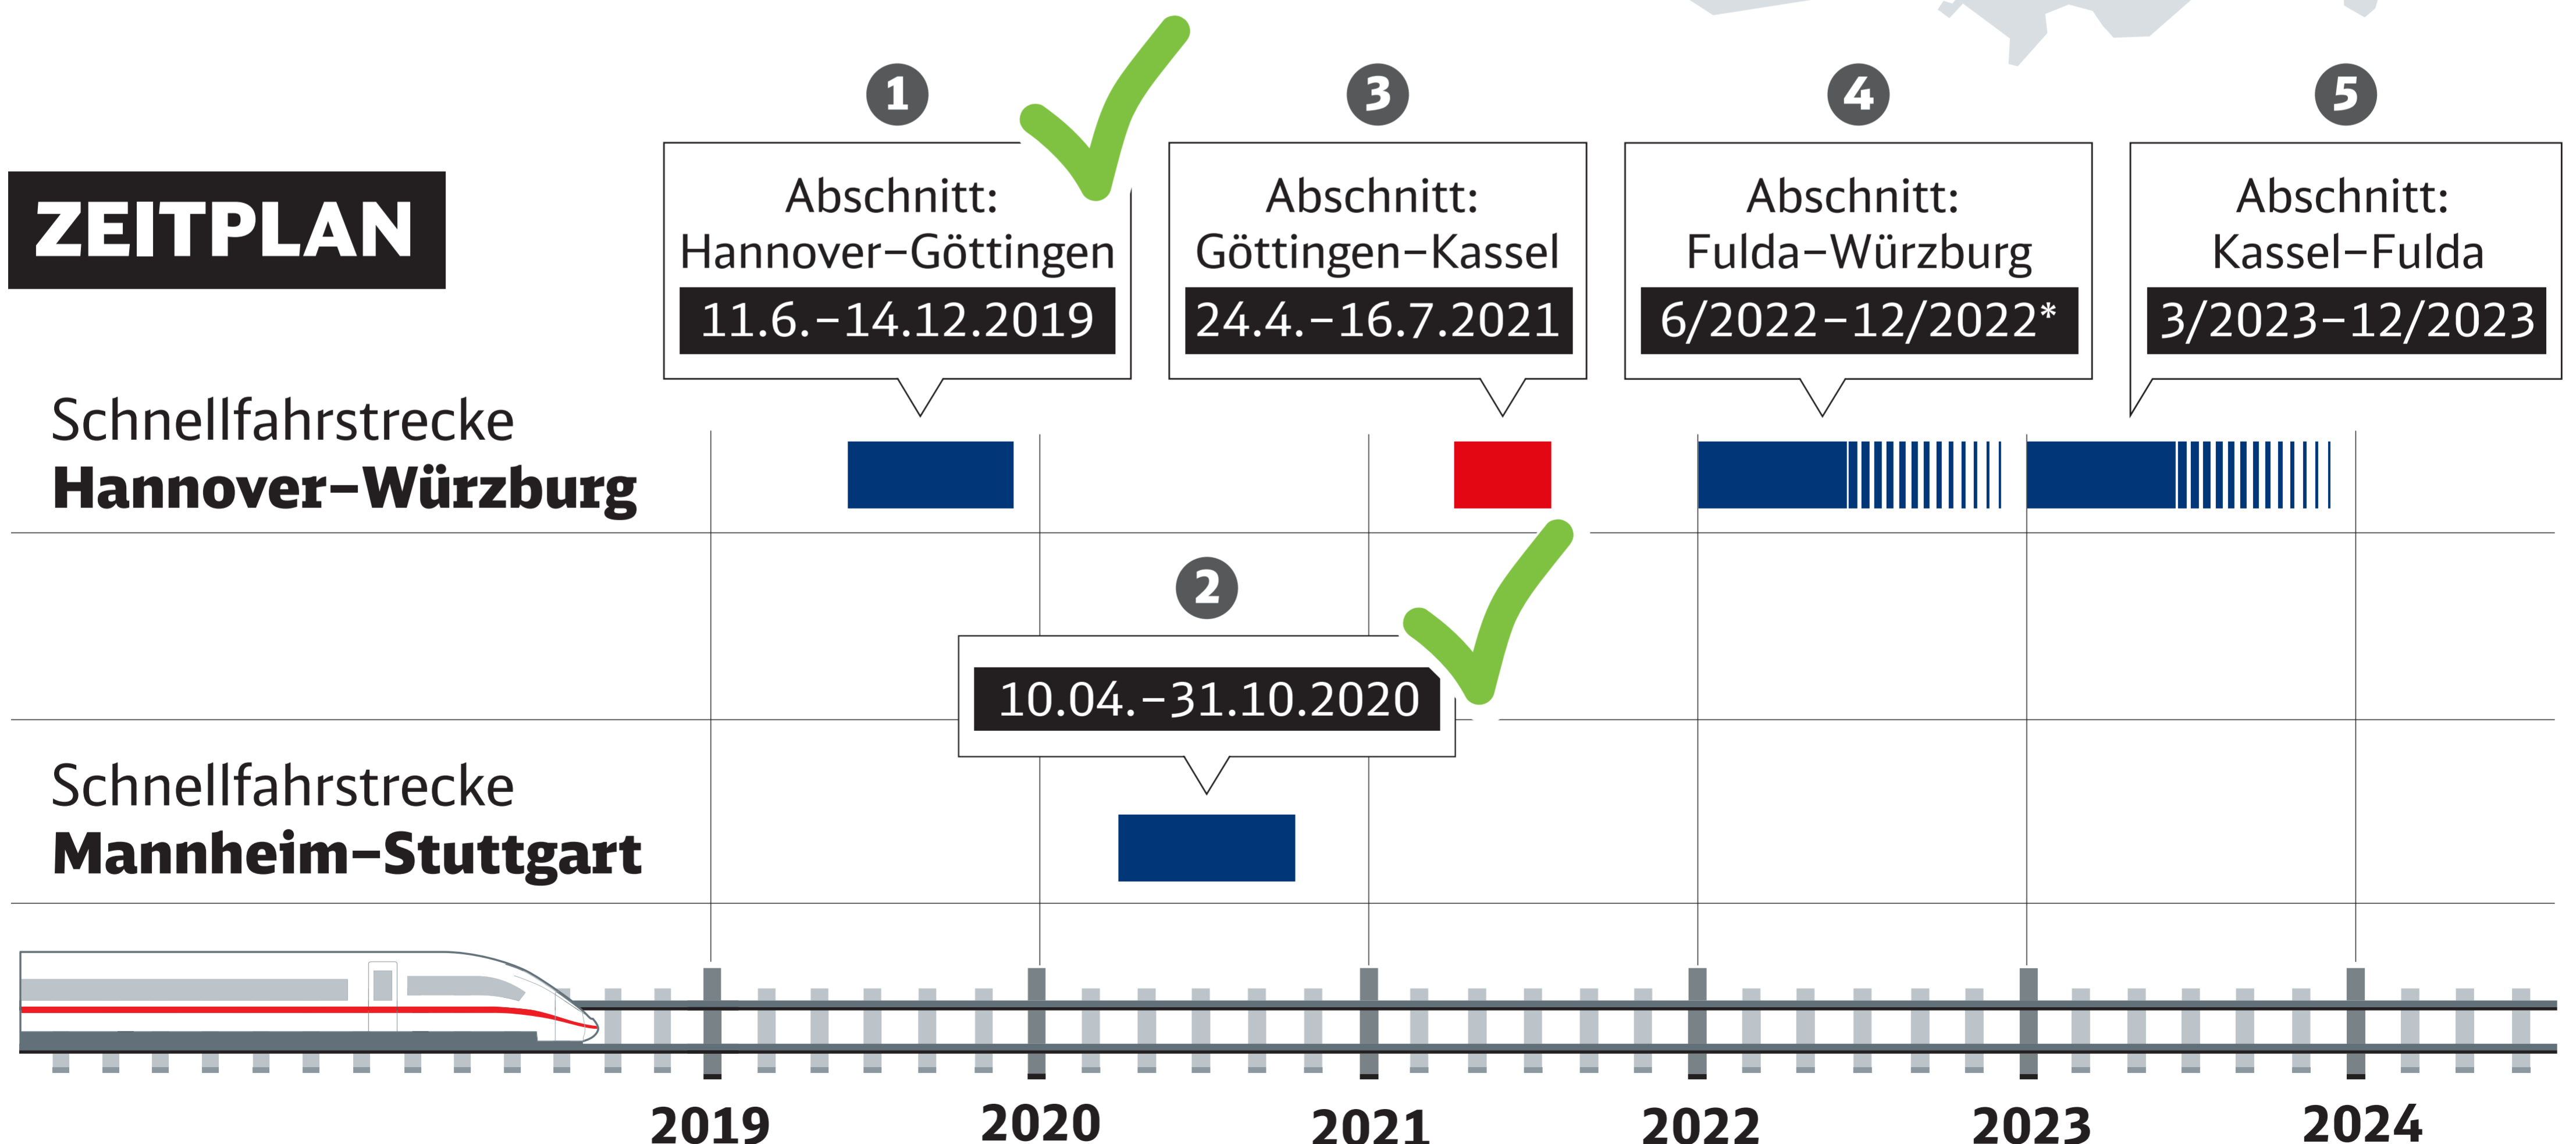 ZEITPLAN
1
Abschnitt:
Hannover–Göttingen
11.6.–14.12.2019
3
Abschnitt:
Göttingen–Kassel
24.4.–16.7.2021
4
Abschnitt:
Fulda–Würzburg
6/2022–12/2022*
5
Abschnitt:
Kassel–Fulda
3/2023–12/2023
Schnellfahrstrecke
Hannover–Würzburg
2
10.04.–31.10.2020
Schnellfahrstrecke
Mannheim–Stuttgart
2019 2020 2021 2022 2023 2024